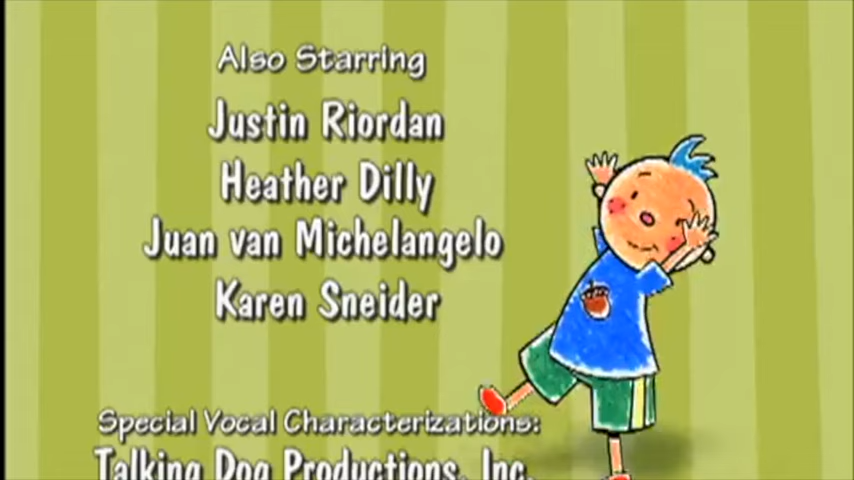 Also Starring
Justin Riordan
Heather Dilly
Juan van Michelangelo
Karen Sneider
Special Vocal Characterizations:
Talking Dog Productions, Inc.